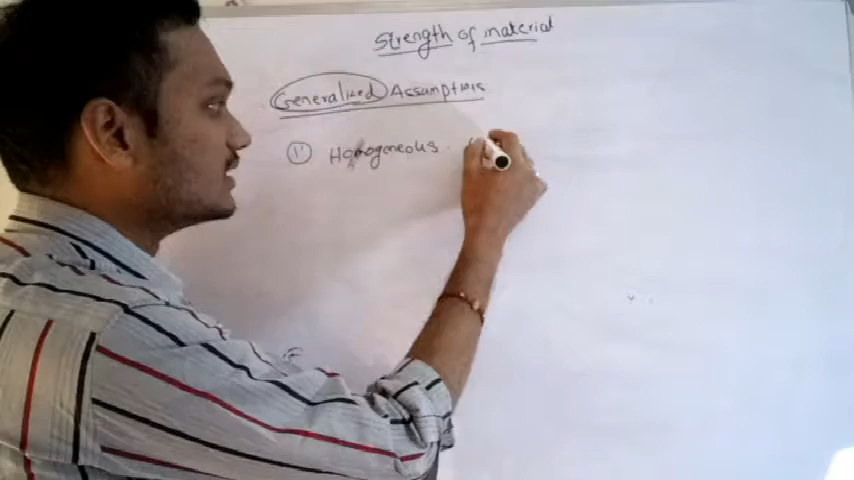 Strength of material
Generalized Assumptions
① Homogeneous